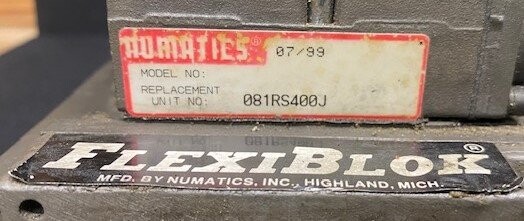 NUMATICS® 07/99
MODEL NO:
REPLACEMENT
UNIT NO: 081RS400J
FLEXIBLOK®
MFD. BY NUMATICS, INC., HIGHLAND, MICH.